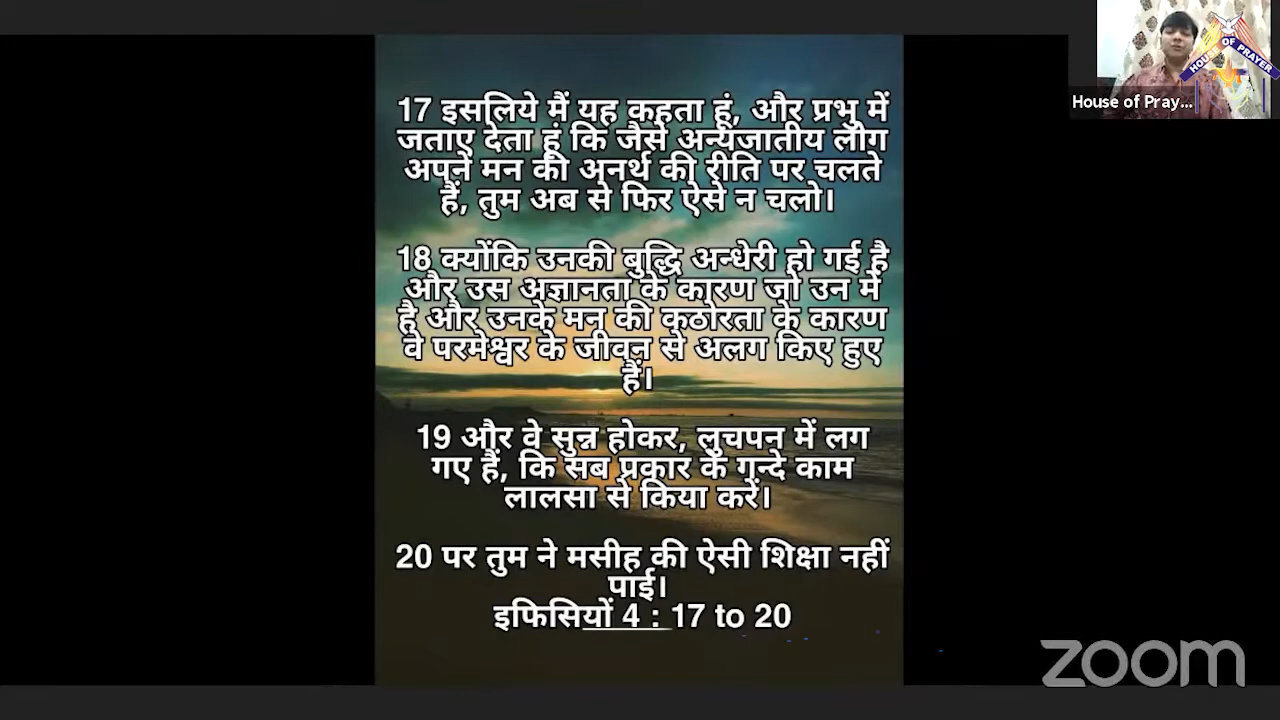 17 इसलिये मैं यह कहता हूं, और प्रभु में
जताए देता हूं कि जैसे अन्यजातीय लोग
अपने मन की अनर्थ की रीति पर चलते
हैं, तुम अब से फिर ऐसे न चलो।
18 क्योंकि उनकी बुद्धि अन्धेरी हो गई है
और उस अज्ञानता के कारण जो उन में
है और उनके मन की कठोरता के कारण
वे परमेश्वर के जीवन से अलग किए हुए
हैं।
19 और वे सुन्न होकर, लुचपन में लग
गए हैं, कि सब प्रकार के गन्दे काम
लालसा से किया करें।
20 पर तुम ने मसीह की ऐसी शिक्षा नहीं
पाई।
इफिसियों 4 : 17 to 20
HOUSE OF PRAYER
House of Pray...
zoom